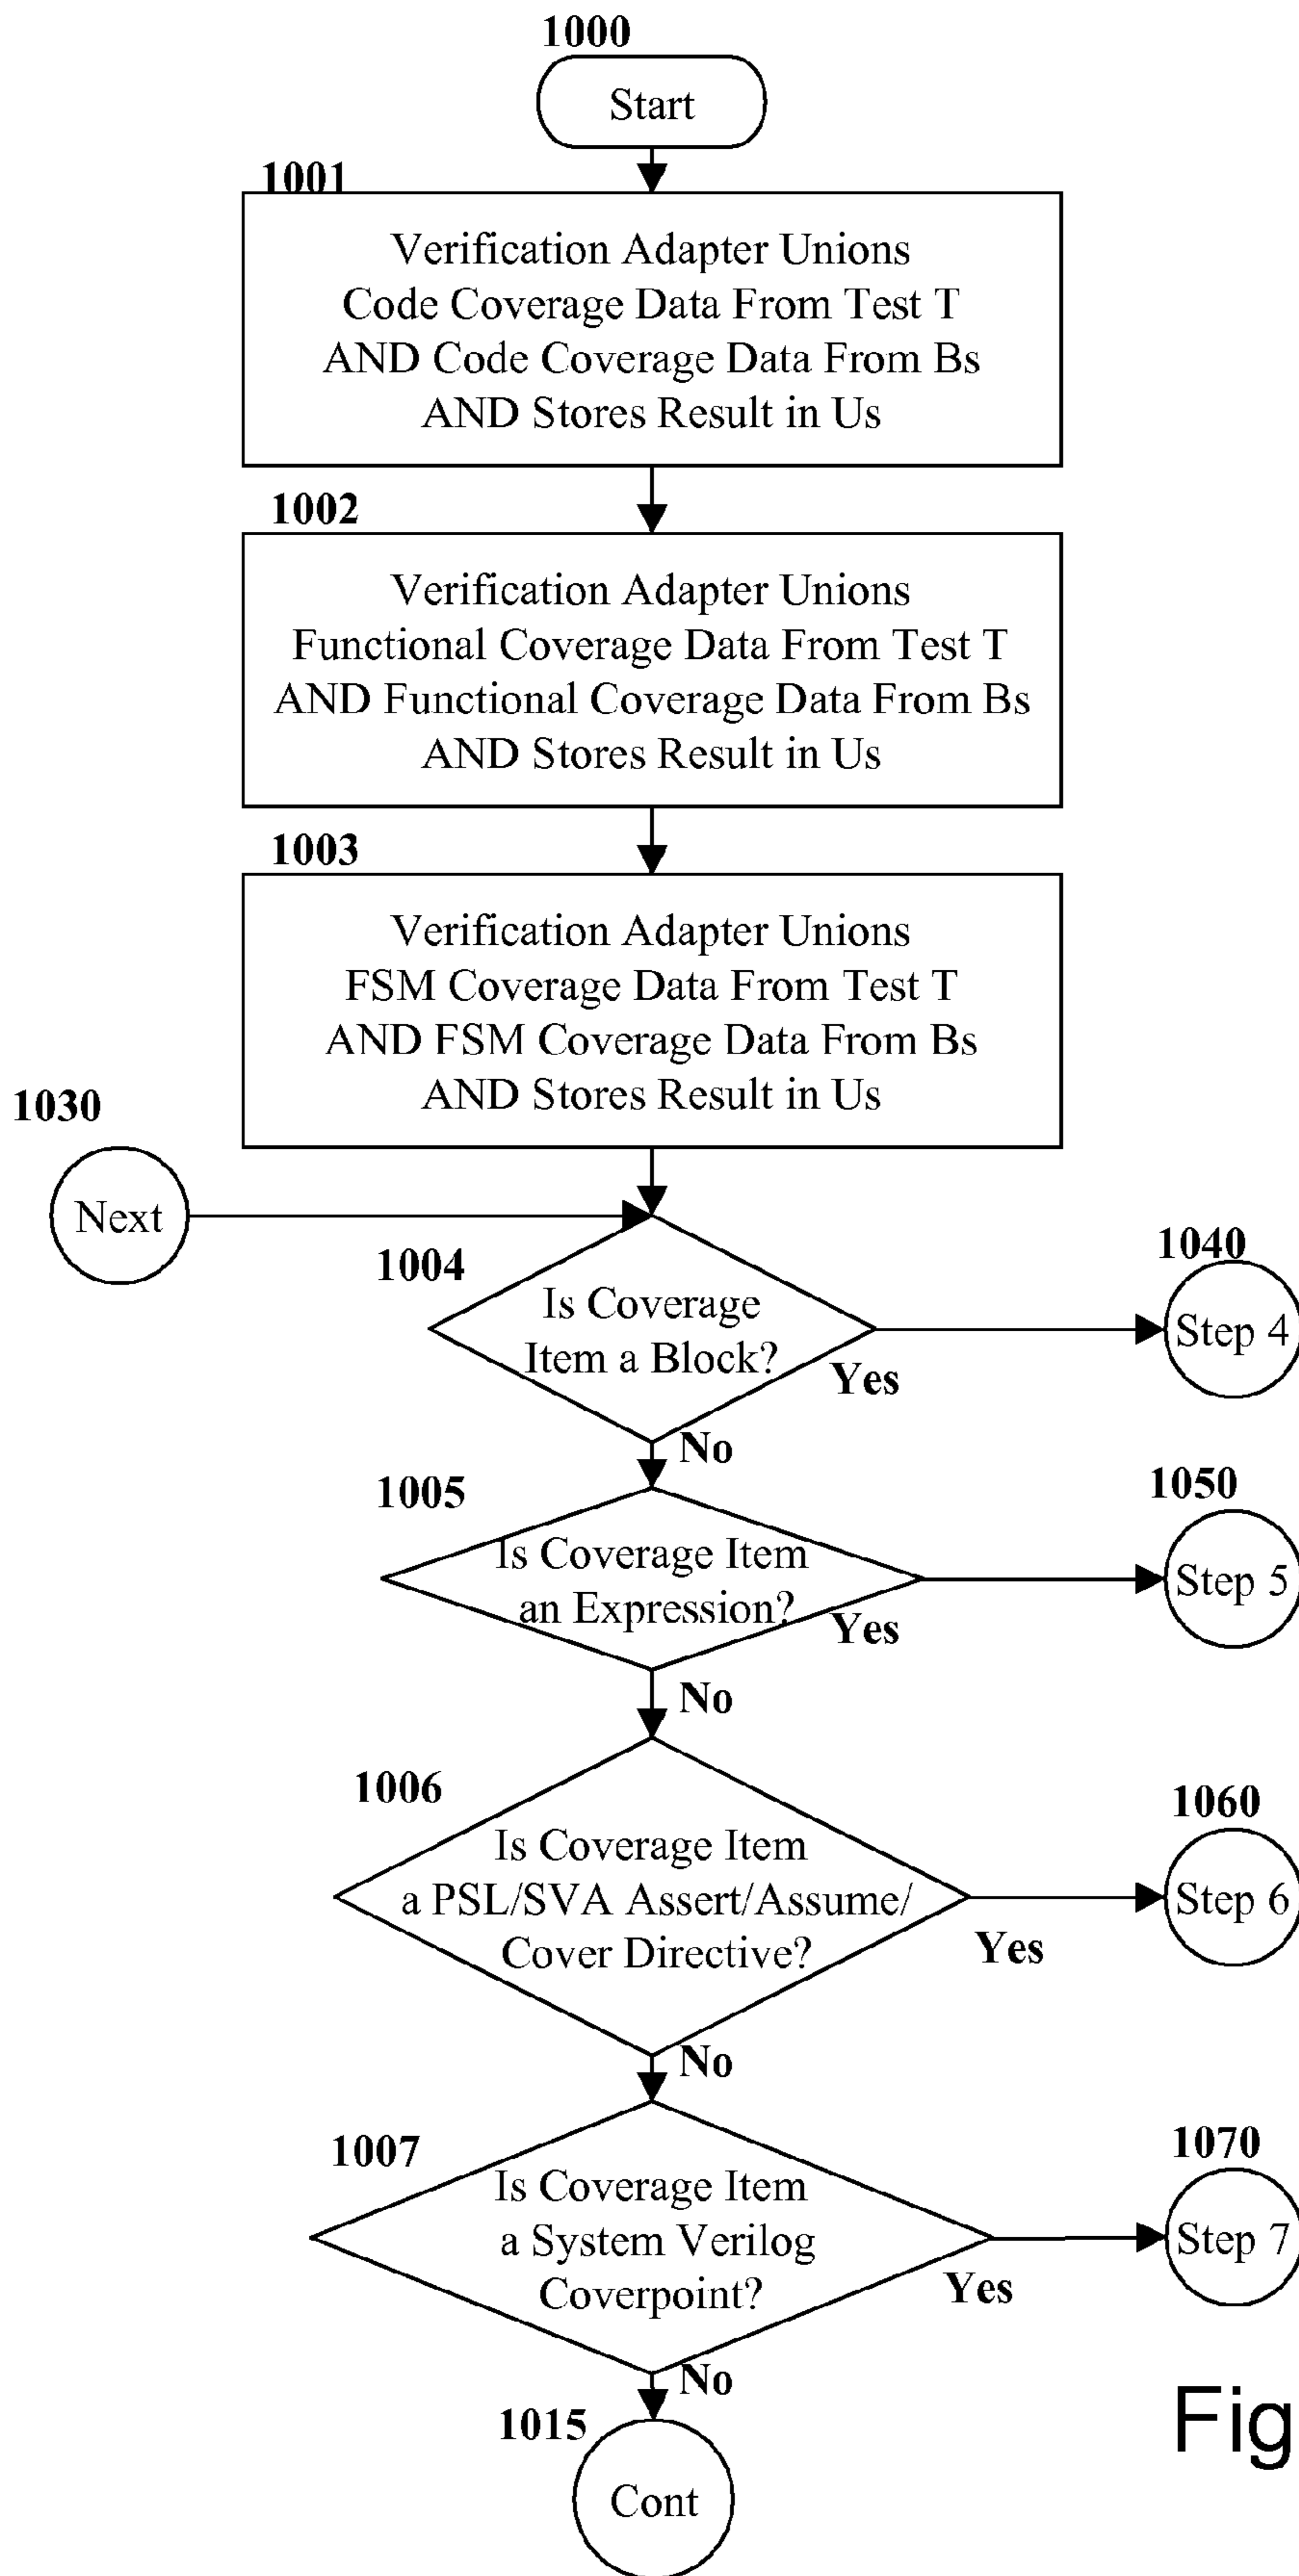 1000
Start
1001
Verification Adapter Unions
Code Coverage Data From Test T
AND Code Coverage Data From Bs
AND Stores Result in Us
1002
Verification Adapter Unions
Functional Coverage Data From Test T
AND Functional Coverage Data From Bs
AND Stores Result in Us
1003
Verification Adapter Unions
FSM Coverage Data From Test T
AND FSM Coverage Data From Bs
AND Stores Result in Us
1030
Next
1004
Is Coverage
Item a Block?
Yes
1040
Step 4
No
1005
Is Coverage Item
an Expression?
Yes
1050
Step 5
No
1006
Is Coverage Item
a PSL/SVA Assert/Assume/
Cover Directive?
Yes
1060
Step 6
No
1007
Is Coverage Item
a System Verilog
Coverpoint?
Yes
1070
Step 7
No
1015
Cont
Fig